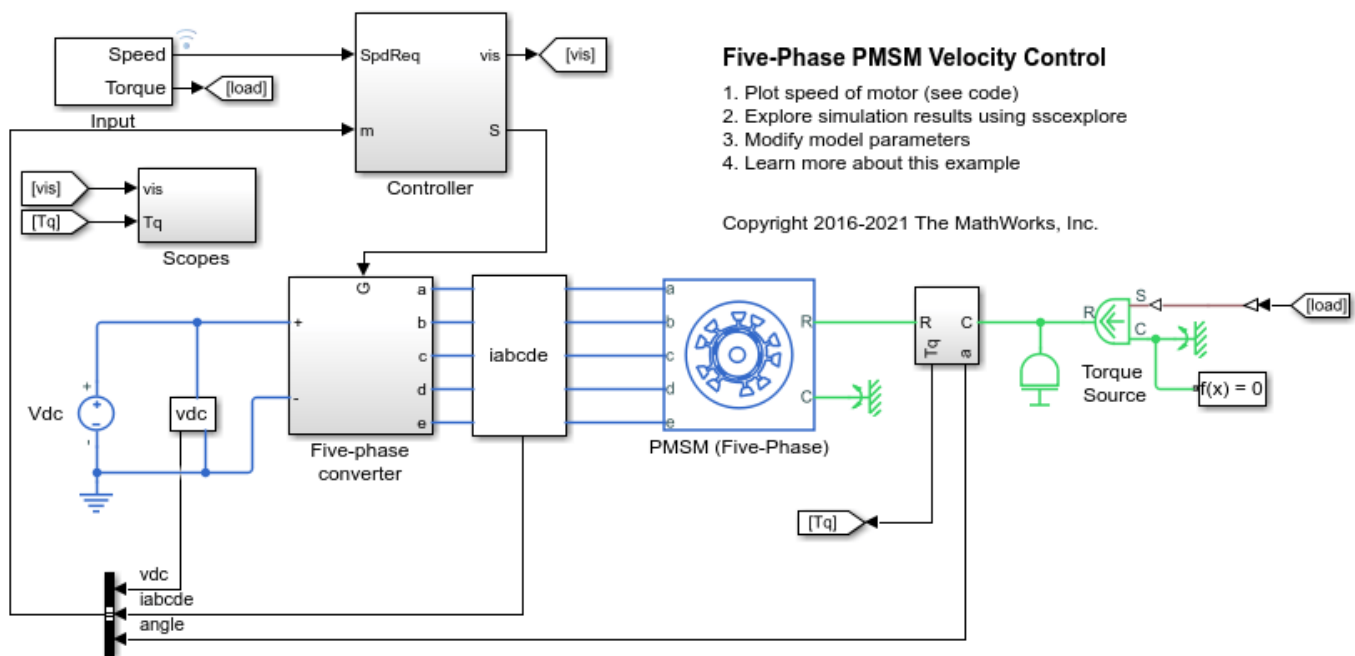 Speed
Torque
Input
[load]
SpdReq
m
vis
S
Controller
[vis]
Five-Phase PMSM Velocity Control
1. Plot speed of motor (see code)
2. Explore simulation results using sscexplore
3. Modify model parameters
4. Learn more about this example
Copyright 2016-2021 The MathWorks, Inc.
[vis]
[Tq]
vis
Tq
Scopes
Vdc
+
-
vdc
G
+
-
a
b
c
d
e
Five-phase
converter
iabcde
a
b
c
d
e
R
C
PMSM (Five-Phase)
R
C
Tq
a
R
S
C
Torque
Source
[load]
f(x) = 0
[Tq]
vdc
iabcde
angle